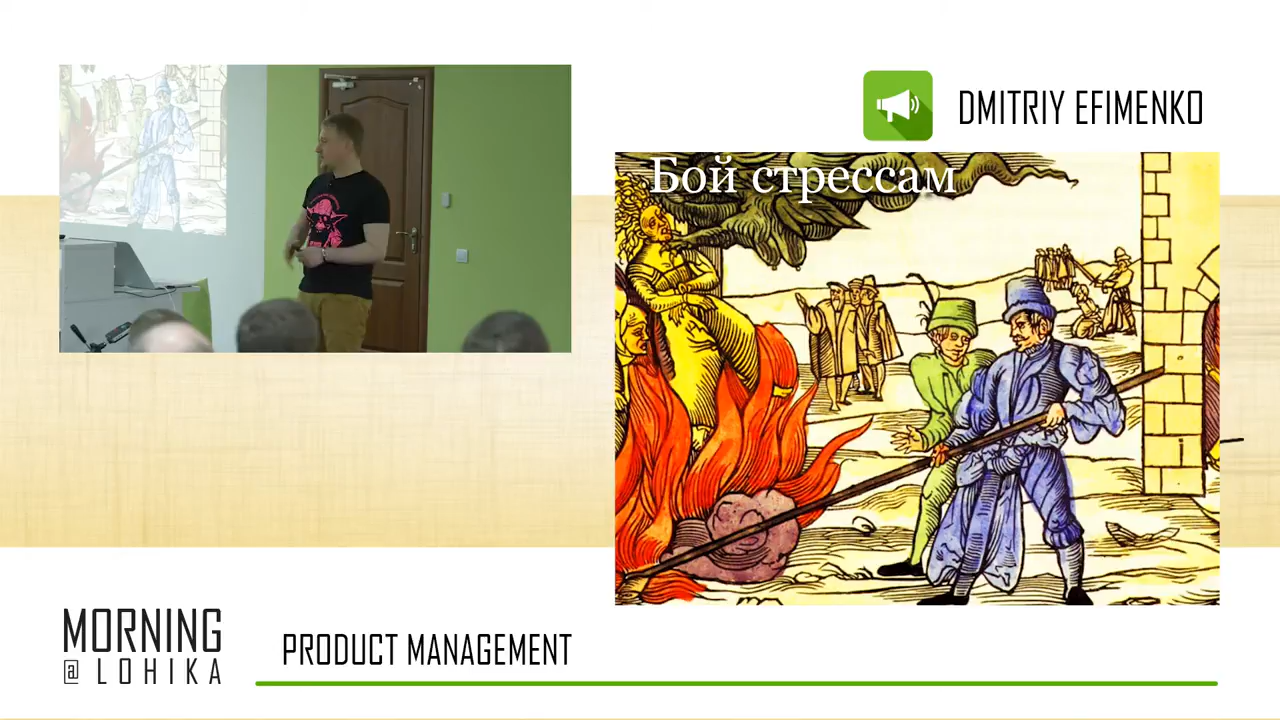 DMITRIY EFIMENKO
Бой стрессам
MORNING
@ LOHIKA
PRODUCT MANAGEMENT